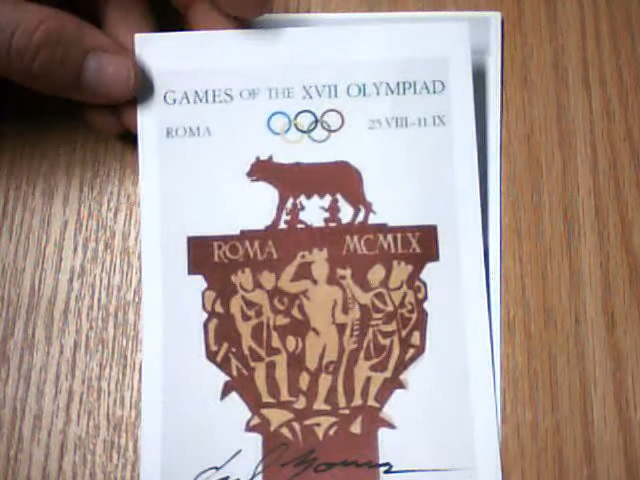 GAMES OF THE XVII OLYMPIAD
ROMA 25 VIII–11.IX
ROMA MCMLX